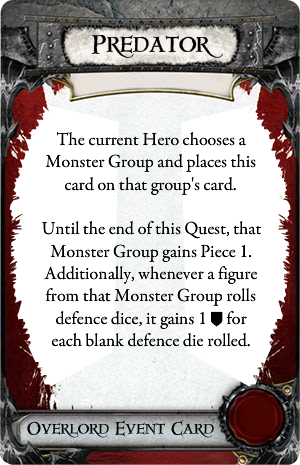 Predator
The current Hero chooses a
Monster Group and places this
card on that group's card.
Until the end of this Quest, that
Monster Group gains Piece 1.
Additionally, whenever a figure
from that Monster Group rolls
defence dice, it gains 1 for
each blank defence die rolled.
Overlord Event Card